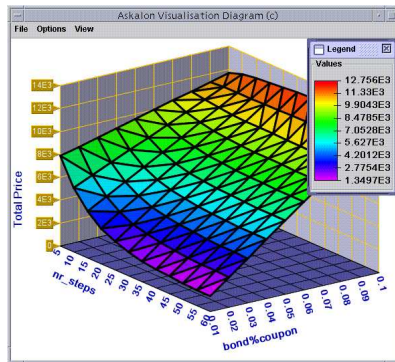 Askalon Visualisation Diagram (c)
File Options View
Legend
Values
12.756E3
11.33E3
9.9043E3
8.4785E3
7.0528E3
5.627E3
4.2012E3
2.7754E3
1.3497E3
Total Price
14E3
12E3
10E3
8E3
6E3
4E3
2E3
0
nr_steps
5
10
15
20
25
30
35
40
45
50
55
60
bond%coupon
0.01
0.02
0.03
0.04
0.05
0.06
0.07
0.08
0.09
0.1